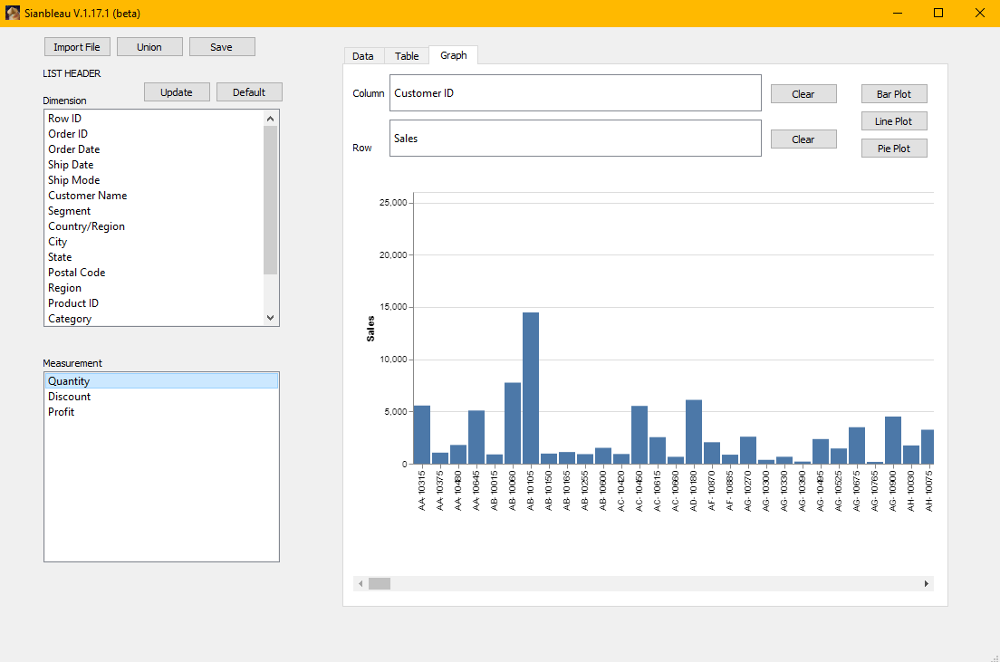 Sianbleau V.1.17.1 (beta)
Import File
Union
Save
LIST HEADER
Update
Default
Dimension
Row ID
Order ID
Order Date
Ship Date
Ship Mode
Customer Name
Segment
Country/Region
City
State
Postal Code
Region
Product ID
Category
Measurement
Quantity
Discount
Profit
Data
Table
Graph
Column
Customer ID
Clear
Bar Plot
Line Plot
Row
Sales
Clear
Pie Plot
25,000
20,000
15,000
10,000
5,000
0
Sales
AA-10315
AA-10375
AA-10480
AA-10645
AB-10015
AB-10060
AB-10105
AB-10150
AB-10165
AB-10255
AB-10600
AC-10420
AC-10450
AC-10615
AC-10660
AD-10180
AF-10870
AF-10885
AG-10270
AG-10300
AG-10330
AG-10390
AG-10495
AG-10525
AG-10675
AG-10765
AG-10900
AH-10030
AH-10075